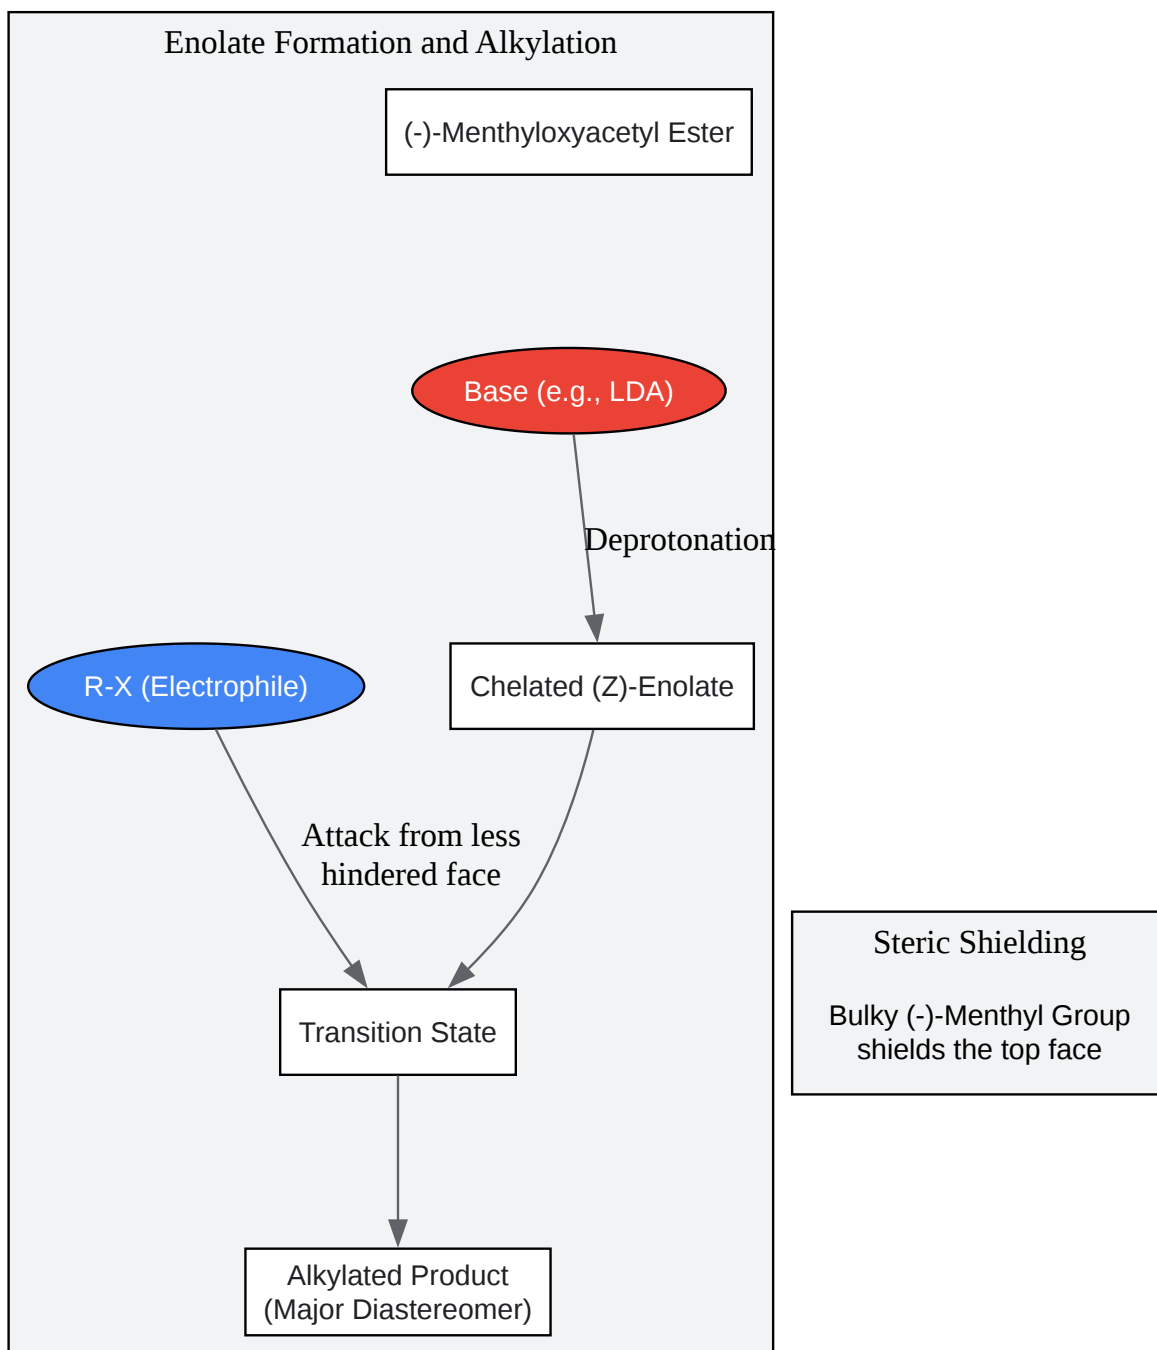 Enolate Formation and Alkylation
(-)-Menthyloxyacetyl Ester
Base (e.g., LDA)
Deprotonation
R-X (Electrophile)
Chelated (Z)-Enolate
Attack from less
hindered face
Steric Shielding
Bulky (-)-Menthyl Group
shields the top face
Transition State
Alkylated Product
(Major Diastereomer)